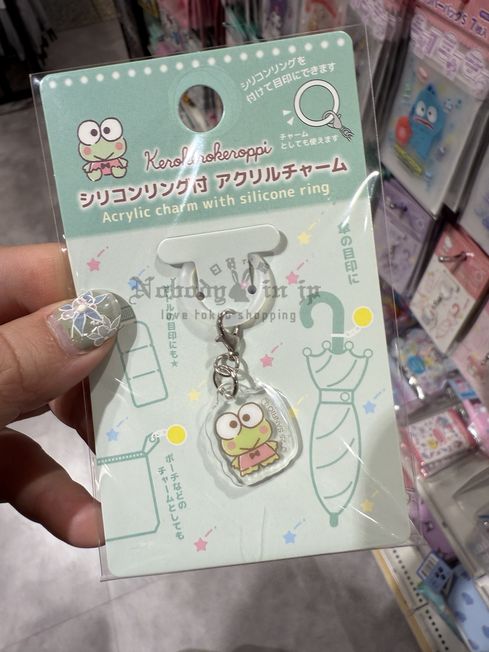 シリコンリングを
付けて目印にできます
チャーム
としても使えます
Kerokerokeroppi
シリコンリング付 アクリルチャーム
Acrylic charm with silicone ring
傘の目印に
Nobody in jp
love tokyo shopping
目印にも★
ポーチなどの
チャームとしても